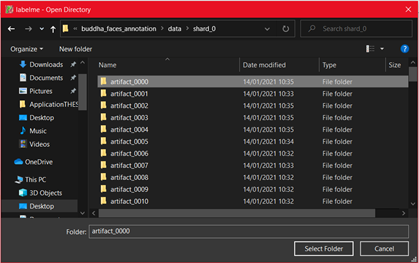 labelme - Open Directory
« buddha_faces_annotation > data > shard_0
Search shard_0
Organize New folder
Name Date modified Type Size
Downloads
Documents
Pictures
ApplicationTHES
Desktop
Music
Videos
OneDrive
This PC
3D Objects
Desktop
artifact_0000 14/01/2021 10:35 File folder
artifact_0001 14/01/2021 10:33 File folder
artifact_0002 14/01/2021 10:35 File folder
artifact_0003 14/01/2021 10:35 File folder
artifact_0004 14/01/2021 10:35 File folder
artifact_0005 14/01/2021 10:34 File folder
artifact_0006 14/01/2021 10:32 File folder
artifact_0007 14/01/2021 10:33 File folder
artifact_0008 14/01/2021 10:32 File folder
artifact_0009 14/01/2021 10:32 File folder
artifact_0010 14/01/2021 10:32 File folder
Folder: artifact_0000
Select Folder Cancel